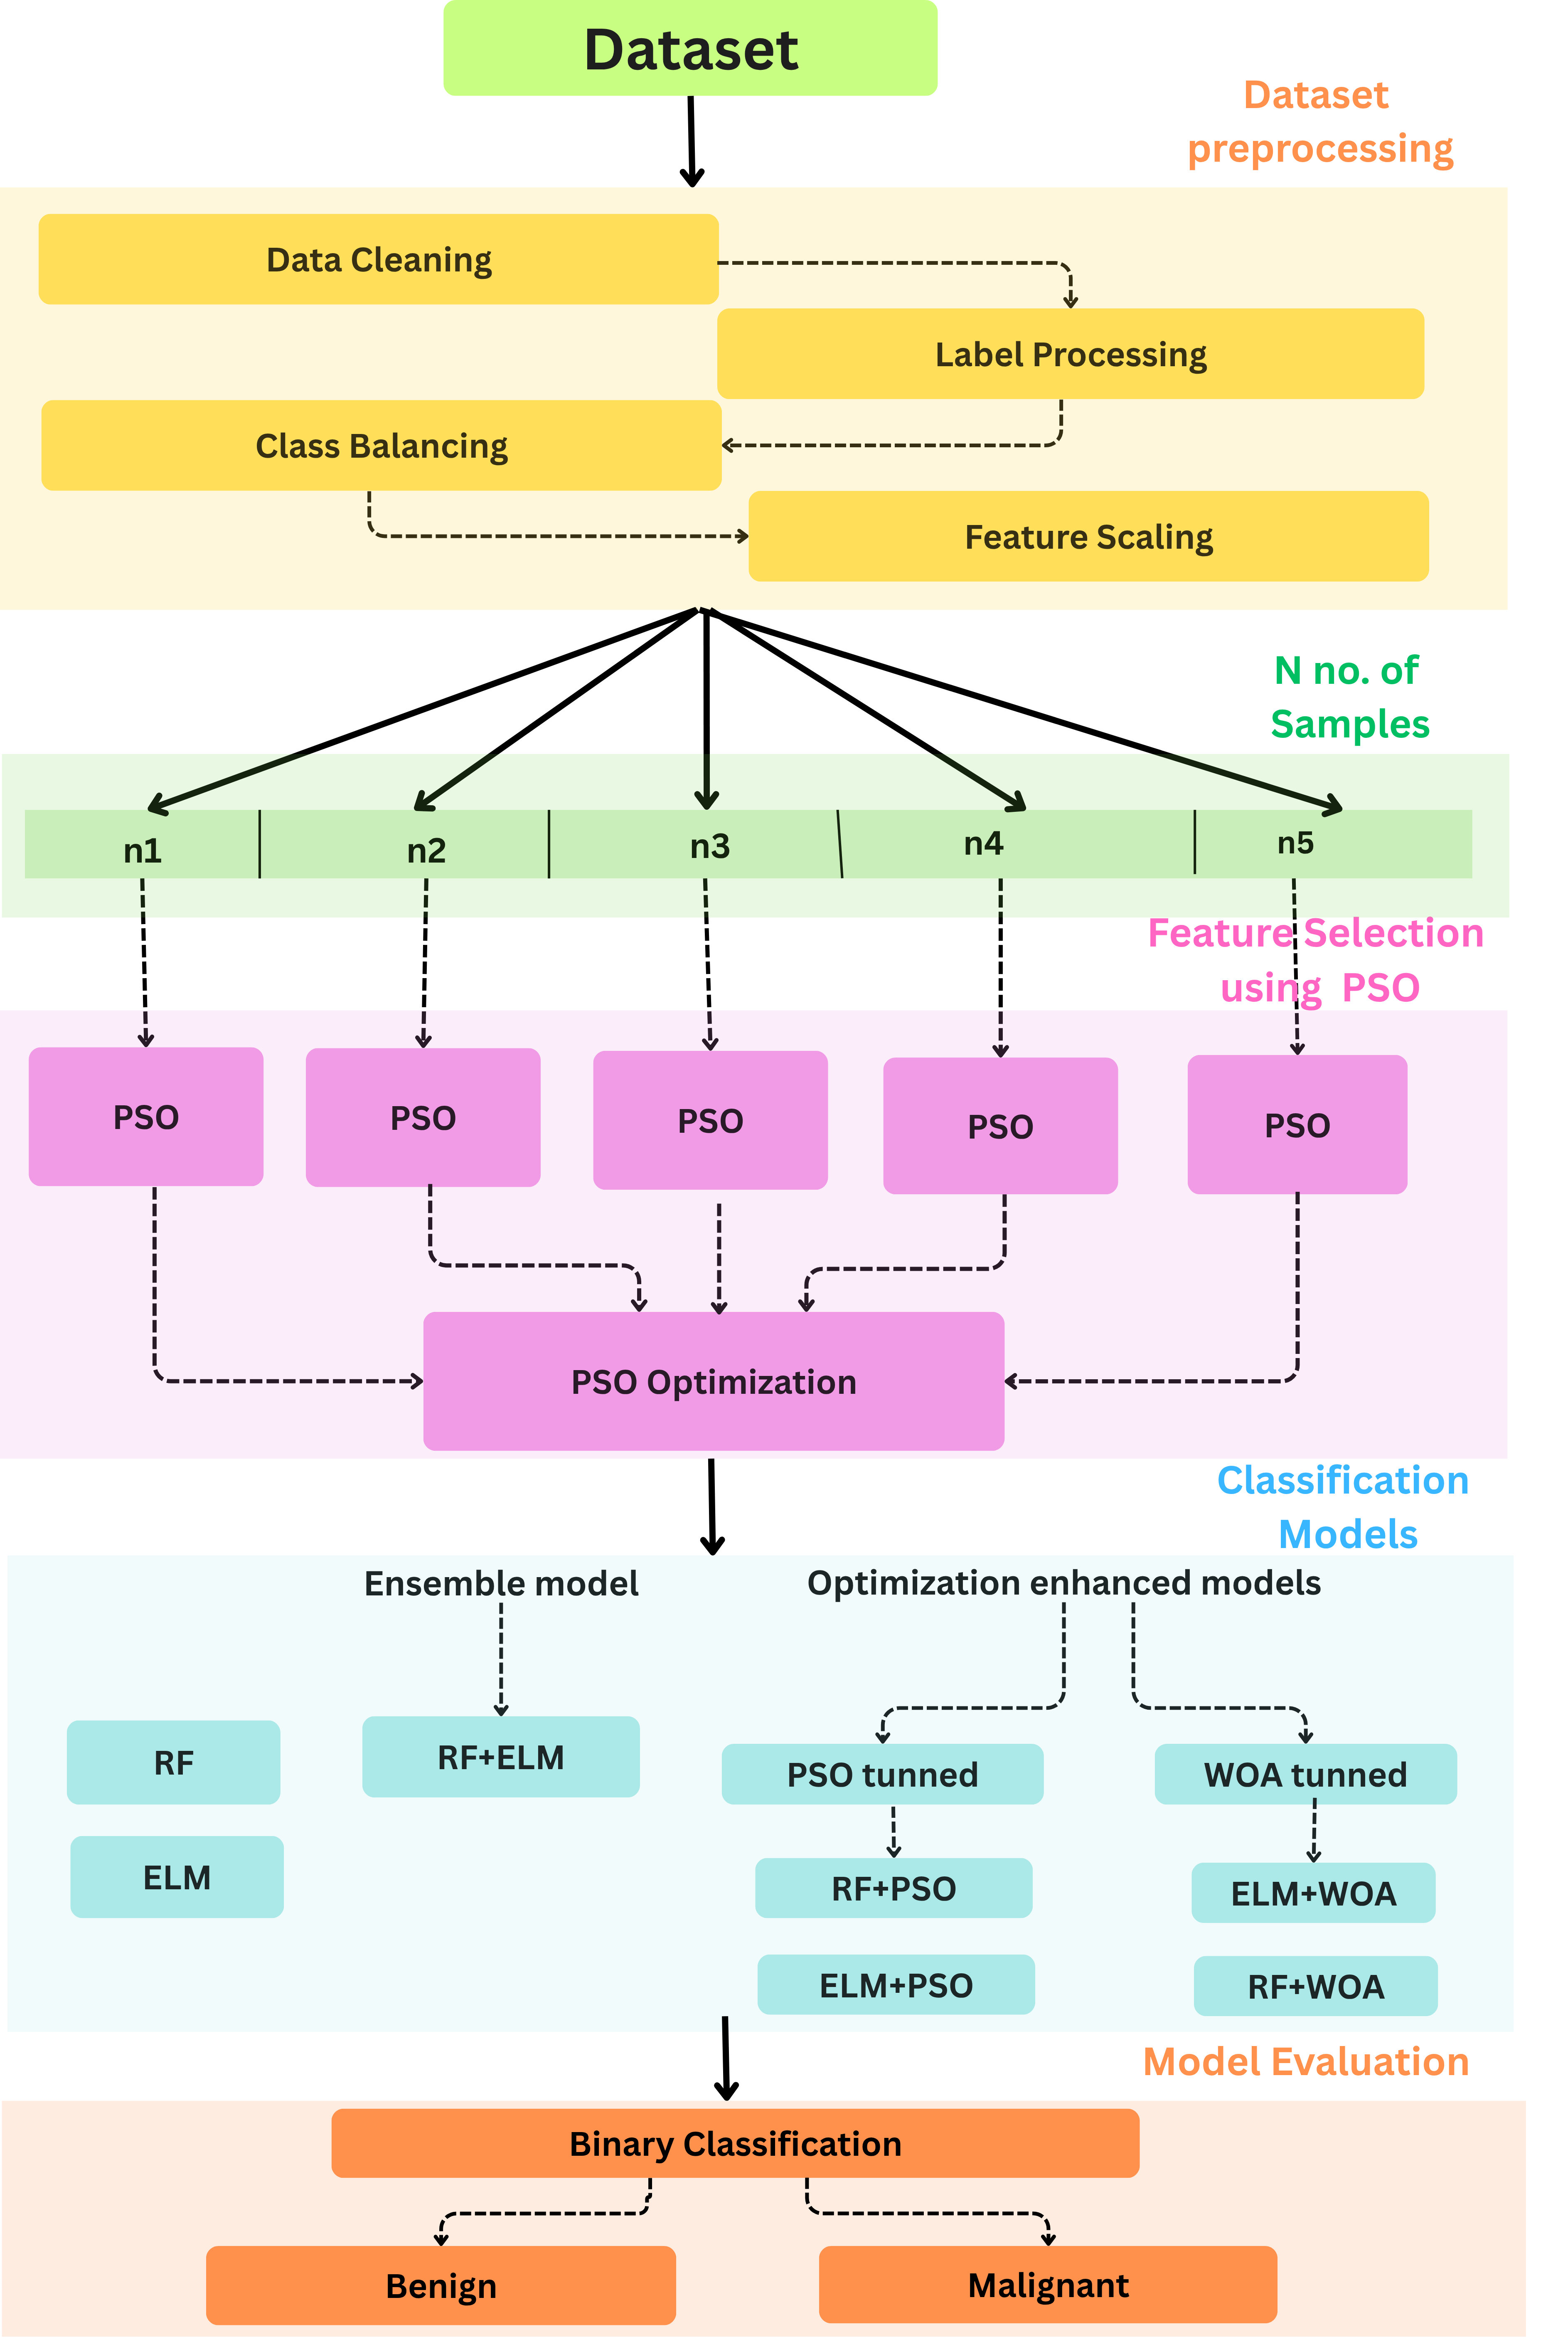 Dataset
Dataset
preprocessing
Data Cleaning
Label Processing
Class Balancing
Feature Scaling
N no. of
Samples
n1
n2
n3
n4
n5
Feature Selection
using PSO
PSO
PSO
PSO
PSO
PSO
PSO Optimization
Classification
Models
Ensemble model
Optimization enhanced models
RF
RF+ELM
PSO tunned
WOA tunned
ELM
RF+PSO
ELM+WOA
ELM+PSO
RF+WOA
Model Evaluation
Binary Classification
Benign
Malignant